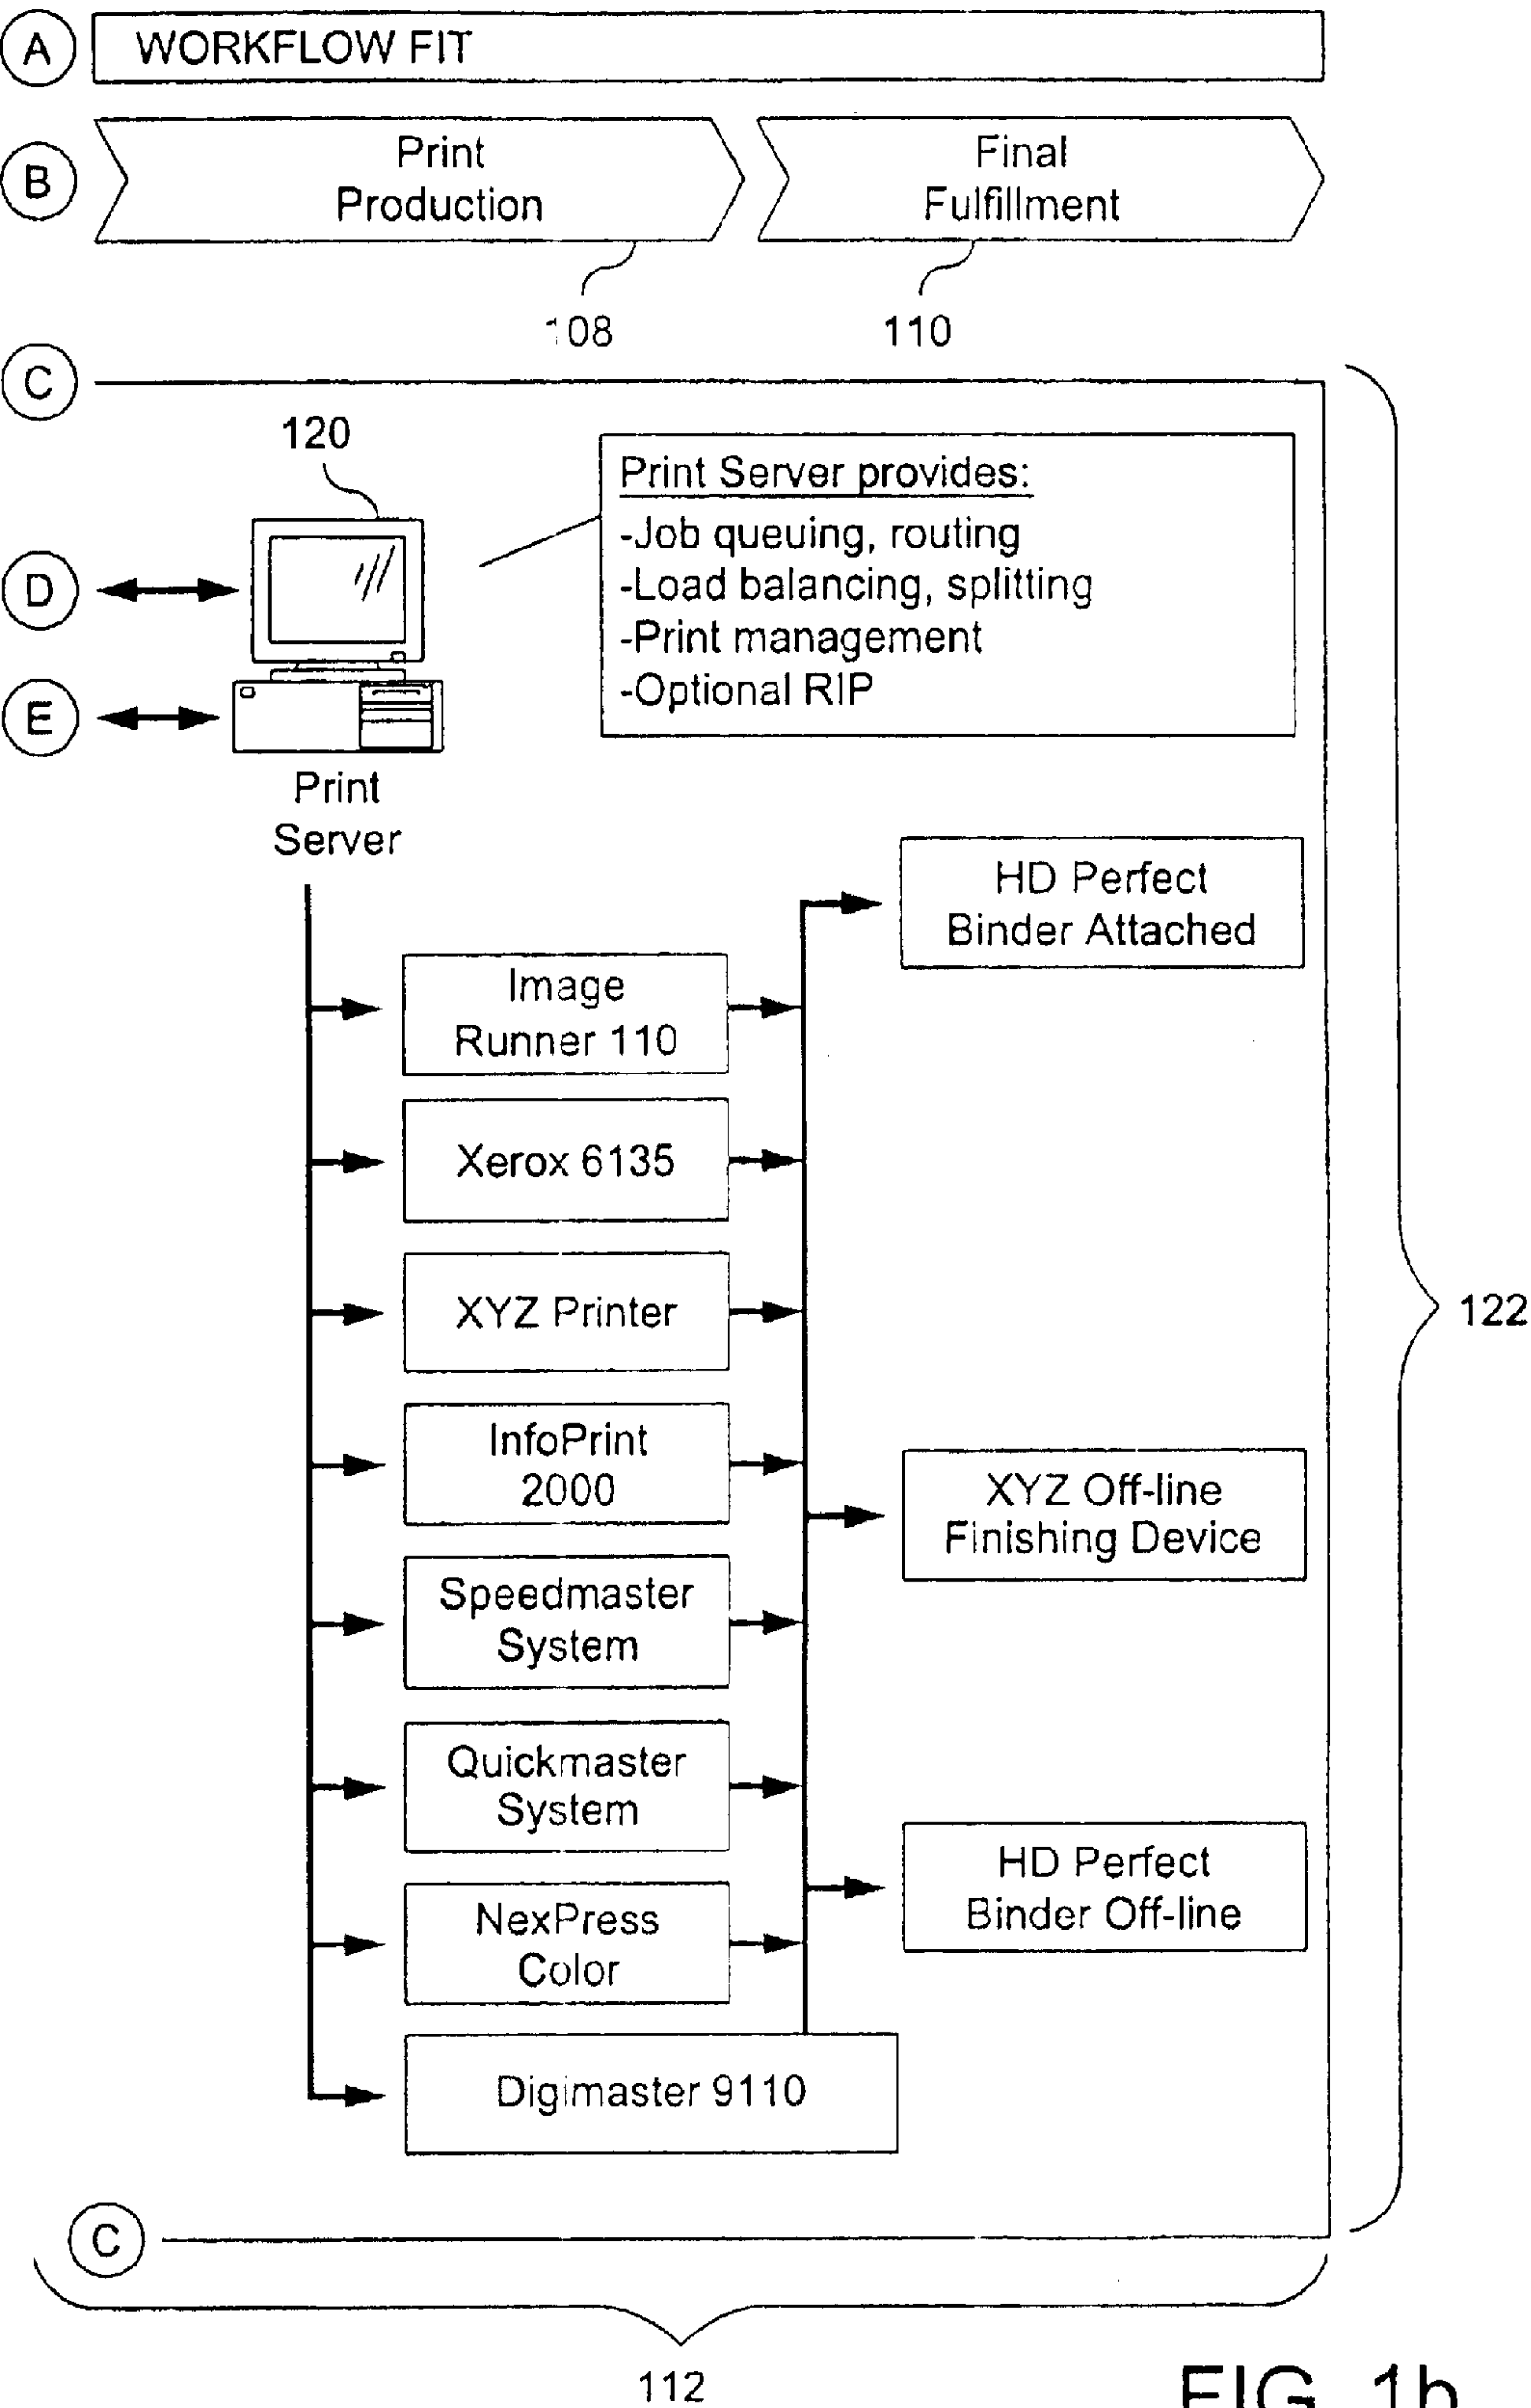 A WORKFLOW FIT
B
Print
Production
Final
Fulfillment
108
110
C
120
Print Server provides:
-Job queuing, routing
-Load balancing, splitting
-Print management
-Optional RIP
D
E
Print
Server
HD Perfect
Binder Attached
Image
Runner 110
Xerox 6135
XYZ Printer
122
InfoPrint
2000
XYZ Off-line
Finishing Device
Speedmaster
System
Quickmaster
System
HD Perfect
Binder Off-line
NexPress
Color
Digimaster 9110
C
112
FIG. 1b